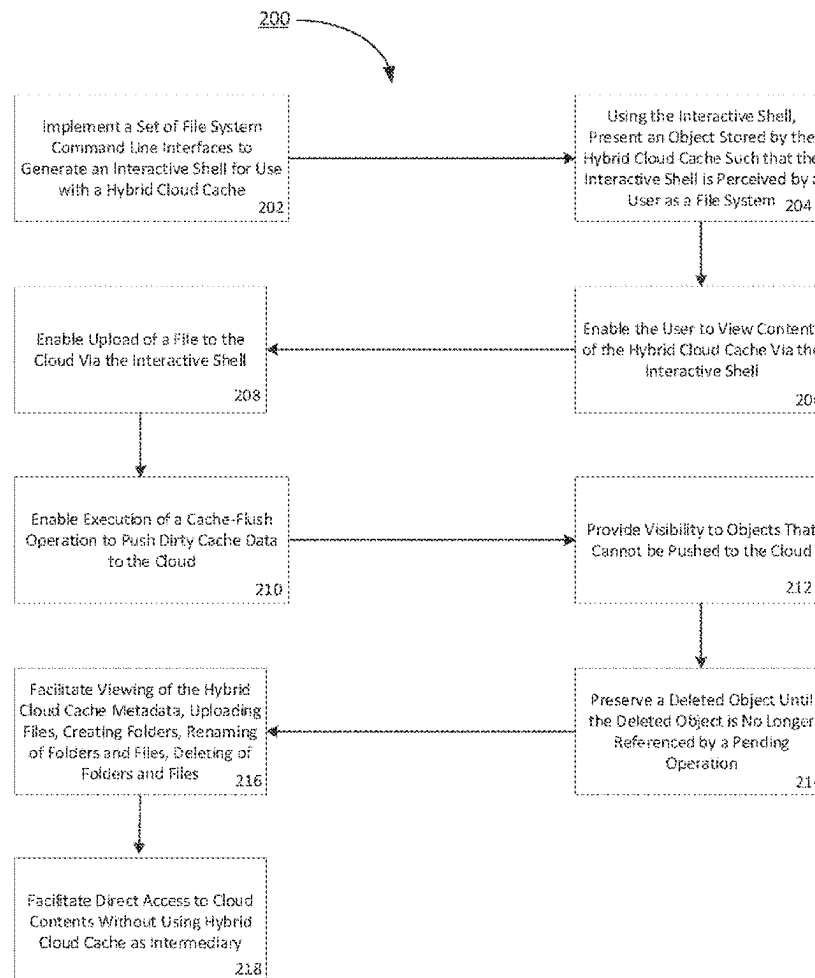 200
Implement a Set of File System
Command Line Interfaces to
Generate an Interactive Shell for Use
with a Hybrid Cloud Cache
202
Using the Interactive Shell,
Present an Object Stored by the
Hybrid Cloud Cache Such that the
Interactive Shell is Perceived by a
User as a File System 204
Enable Upload of a File to the
Cloud Via the Interactive Shell
208
Enable the User to View Content
of the Hybrid Cloud Cache Via the
Interactive Shell
Enable Execution of a Cache-Flush
Operation to Push Dirty Cache Data
to the Cloud
210
Provide Visibility to Objects That
Cannot be Pushed to the Cloud
212
Facilitate Viewing of the Hybrid
Cloud Cache Metadata, Uploading
Files, Creating Folders, Renaming
of Folders and Files, Deleting of
Folders and Files
216
Preserve a Deleted Object Until
the Deleted Object is No Longer
Referenced by a Pending
Operation
Facilitate Direct Access to Cloud
Contents Without Using Hybrid
Cloud Cache as Intermediary
218